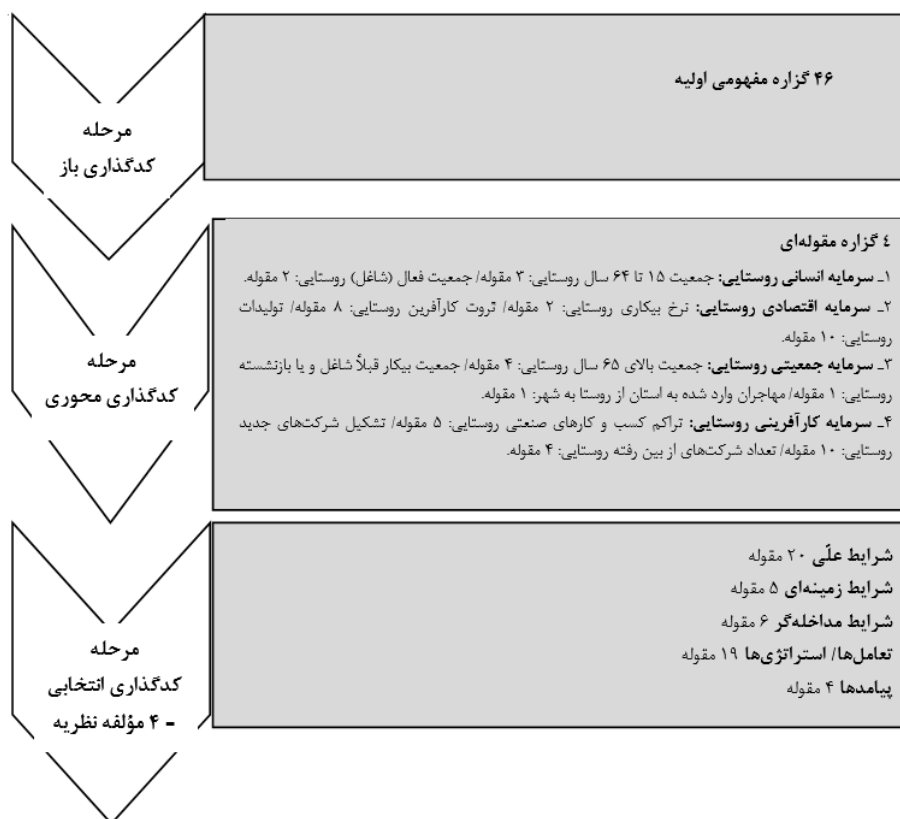 ۴۶ گزاره مفهومی اولیه
مرحله
کدگذاری باز
٤ گزاره مقوله‌ای
۱ـ سرمایه انسانی روستایی: جمعیت ۱۵ تا ۶۴ سال روستایی: ۳ مقوله/ جمعیت فعال (شاغل) روستایی: ۲ مقوله.
۲ـ سرمایه اقتصادی روستایی: نرخ بیکاری روستایی: ۲ مقوله/ ثروت کارآفرین روستایی: ۸ مقوله/ تولیدات
روستایی: ۱۰ مقوله.
۳ـ سرمایه جمعیتی روستایی: جمعیت بالای ۶۵ سال روستایی: ۴ مقوله/ جمعیت بیکار قبلاً شاغل و یا بازنشسته
روستایی: ۱ مقوله/ مهاجران وارد شده به استان از روستا به شهر: ۱ مقوله.
۴ـ سرمایه کارآفرینی روستایی: تراکم کسب و کارهای صنعتی روستایی: ۵ مقوله/ تشکیل شرکت‌های جدید
روستایی: ۱۰ مقوله/ تعداد شرکت‌های از بین رفته روستایی: ۴ مقوله.
مرحله
کدگذاری محوری
شرایط علّی ۲۰ مقوله
شرایط زمینه‌ای ۵ مقوله
شرایط مداخله‌گر ۶ مقوله
تعامل‌ها/ استراتژی‌ها ۱۹ مقوله
پیامدها ۴ مقوله
مرحله
کدگذاری انتخابی
- ۴ مؤلفه نظریه